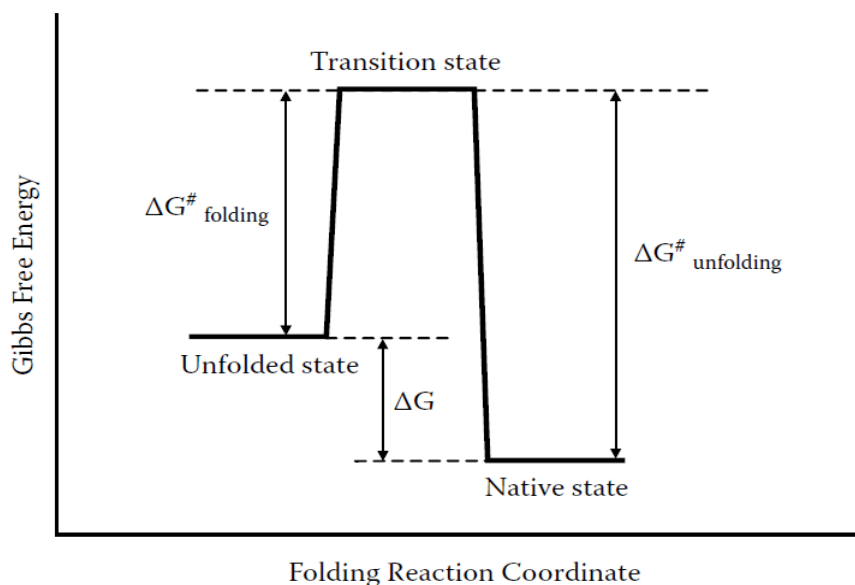 Transition state
ΔG# folding
ΔG# unfolding
Gibbs Free Energy
Unfolded state
ΔG
Native state
Folding Reaction Coordinate